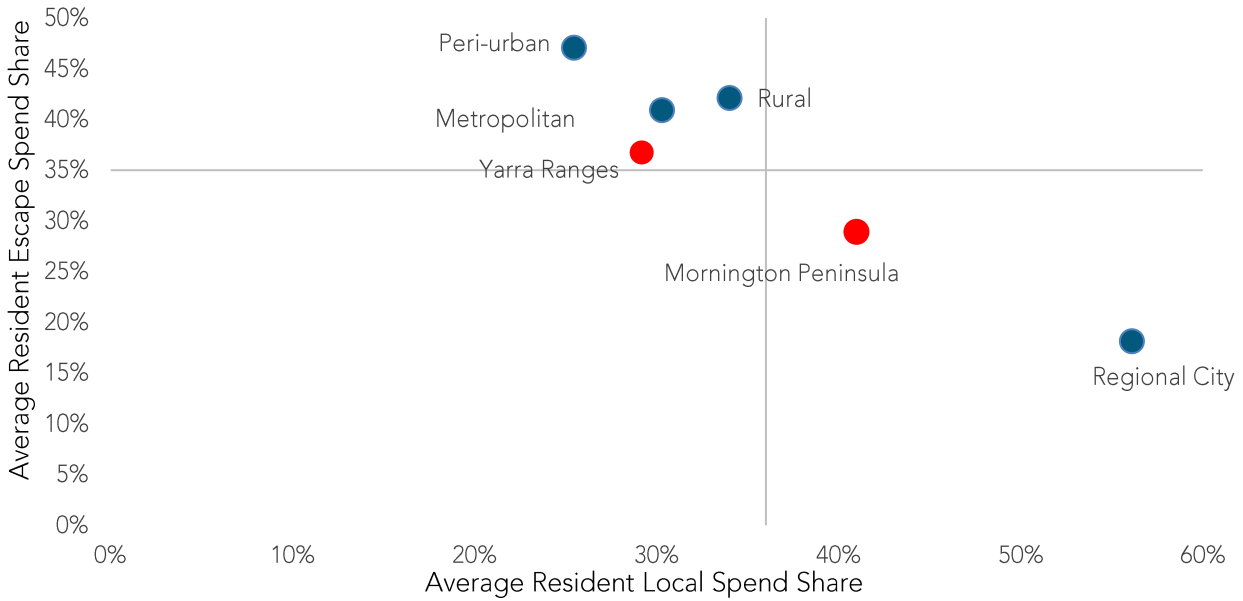 Average Resident Escape Spend Share
50%
45%
40%
35%
30%
25%
20%
15%
10%
5%
0%
Peri-urban
Rural
Metropolitan
Yarra Ranges
Mornington Peninsula
Regional City
0% 10% 20% 30% 40% 50% 60%
Average Resident Local Spend Share